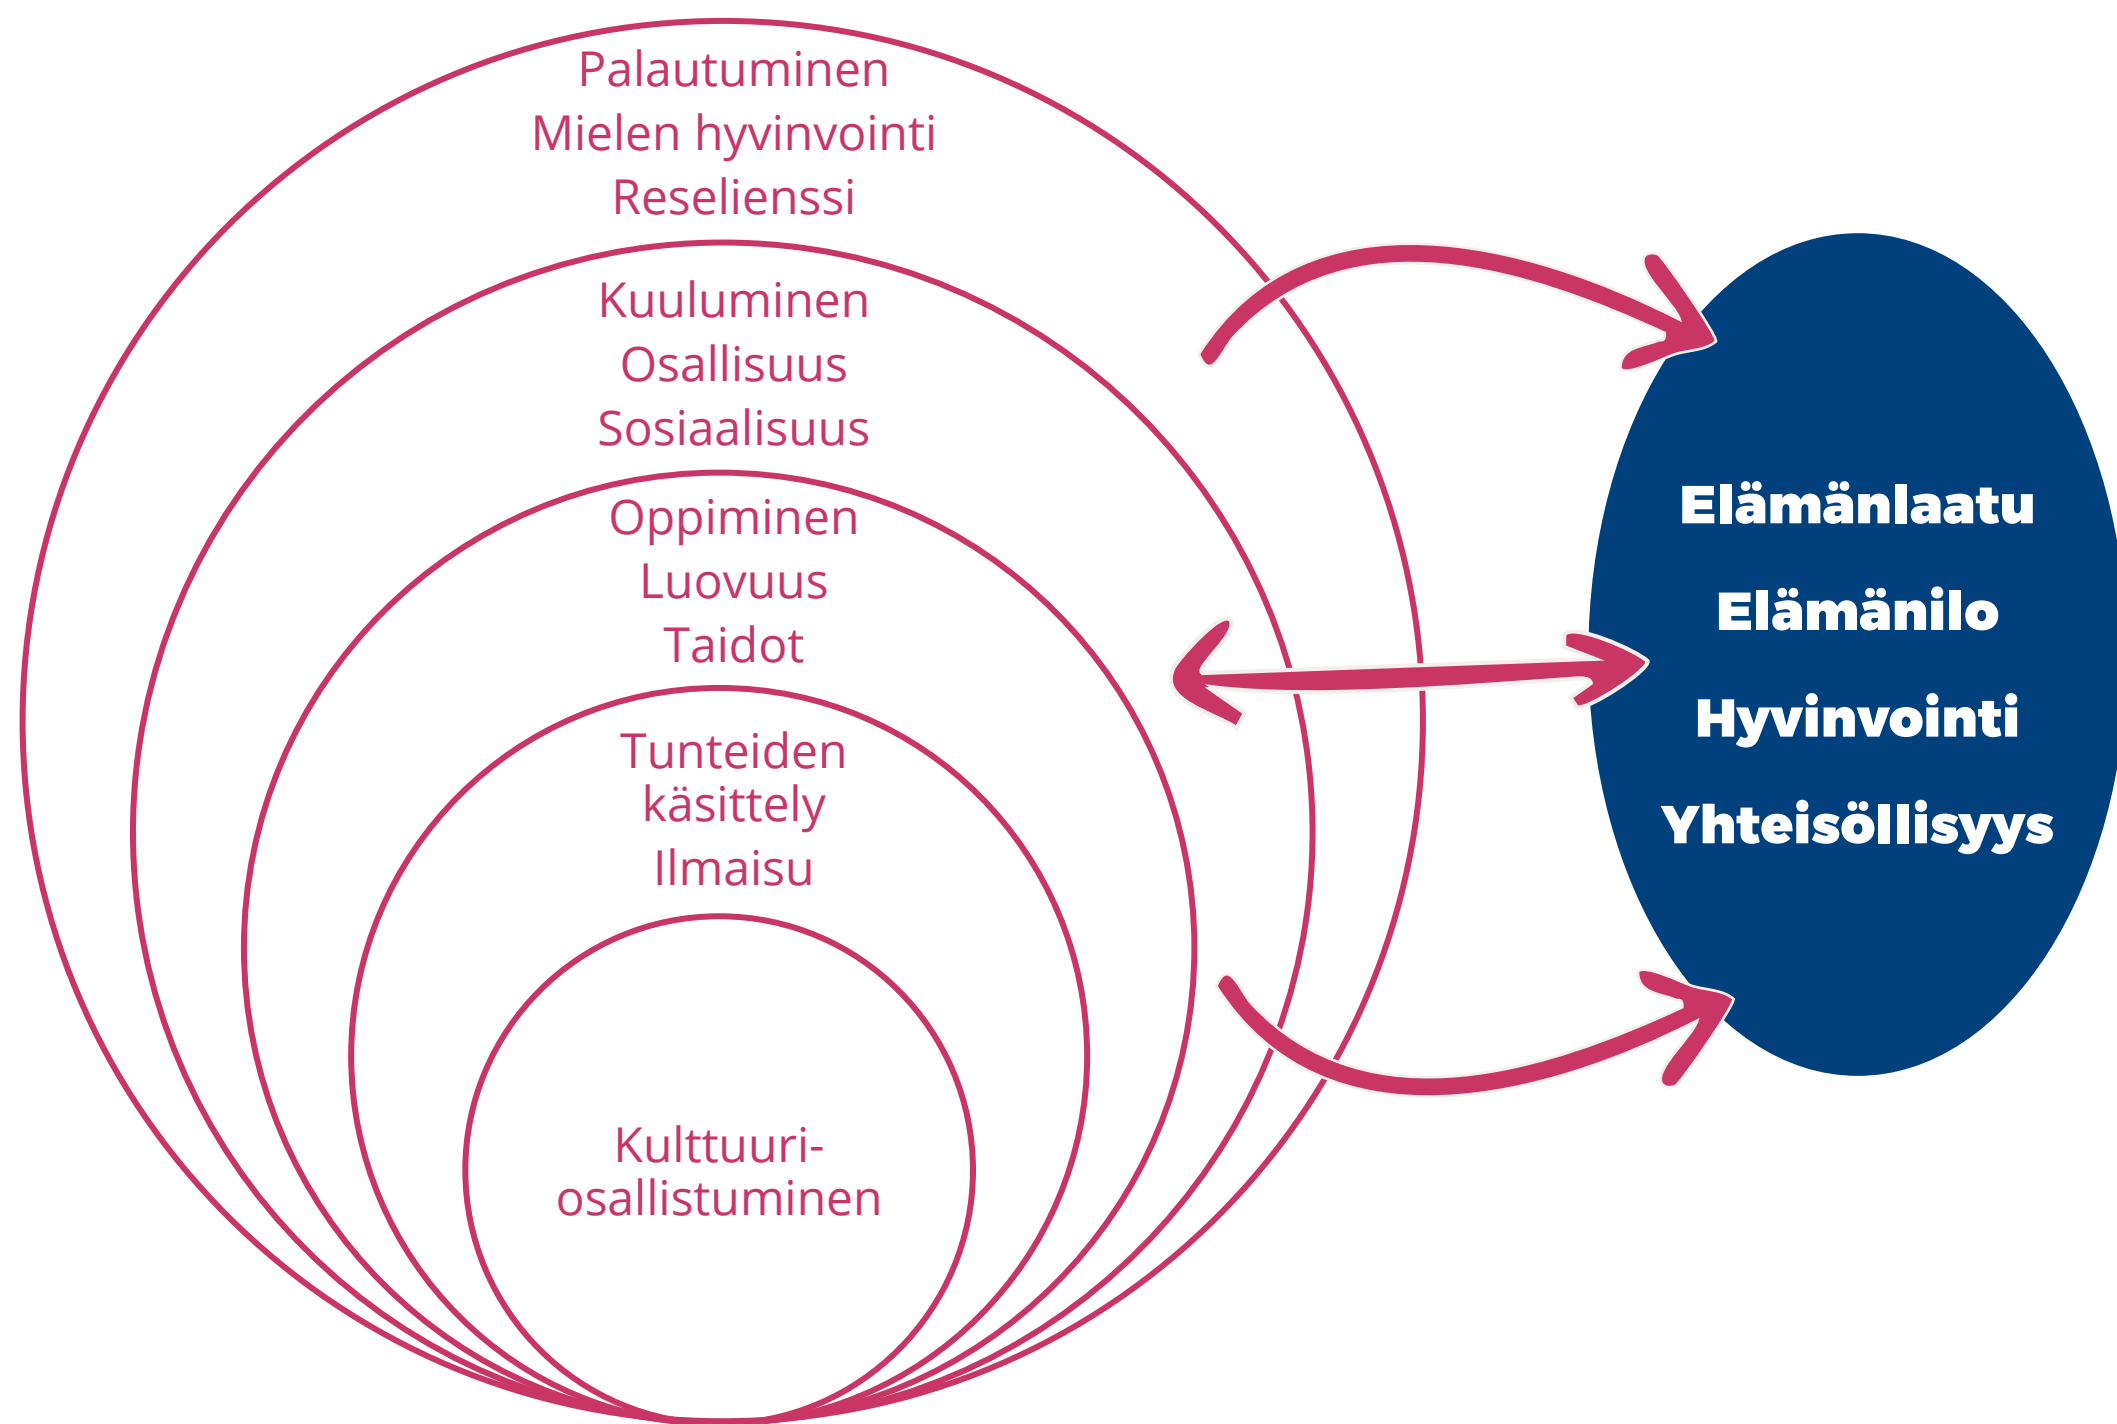 Palautuminen
Mielen hyvinvointi
Reselienssi
Kuuluminen
Osallisuus
Sosiaalisuus
Oppiminen
Luovuus
Taidot
Tunteiden
käsittely
Ilmaisu
Kulttuuri-
osallistuminen
Elämänlaatu
Elämänilo
Hyvinvointi
Yhteisöllisyys